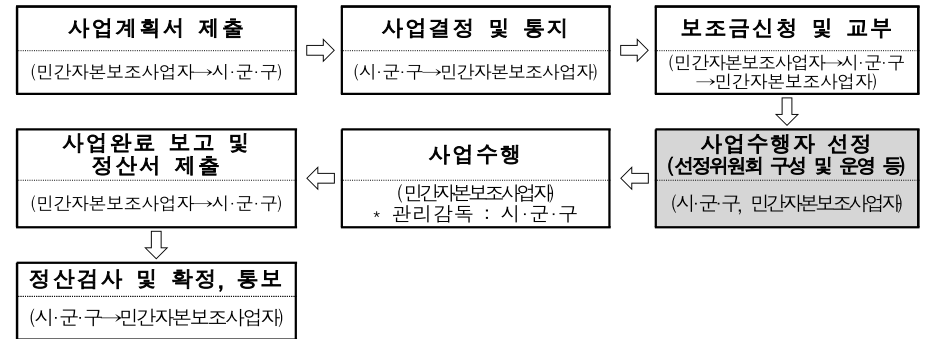 사업계획서 제출
(민간자본보조사업자→시·군·구)
사업결정 및 통지
(시·군·구→민간자본보조사업자)
보조금신청 및 교부
(민간자본보조사업자→시·군·구
→민간자본보조사업자)
사업수행자 선정
(선정위원회 구성 및 운영 등)
(시·군·구, 민간자본보조사업자)
사업수행
(민간자본보조사업자)
* 관리감독 : 시·군·구
사업완료 보고 및
정산서 제출
(민간자본보조사업자→시·군·구)
정산검사 및 확정, 통보
(시·군·구→민간자본보조사업자)